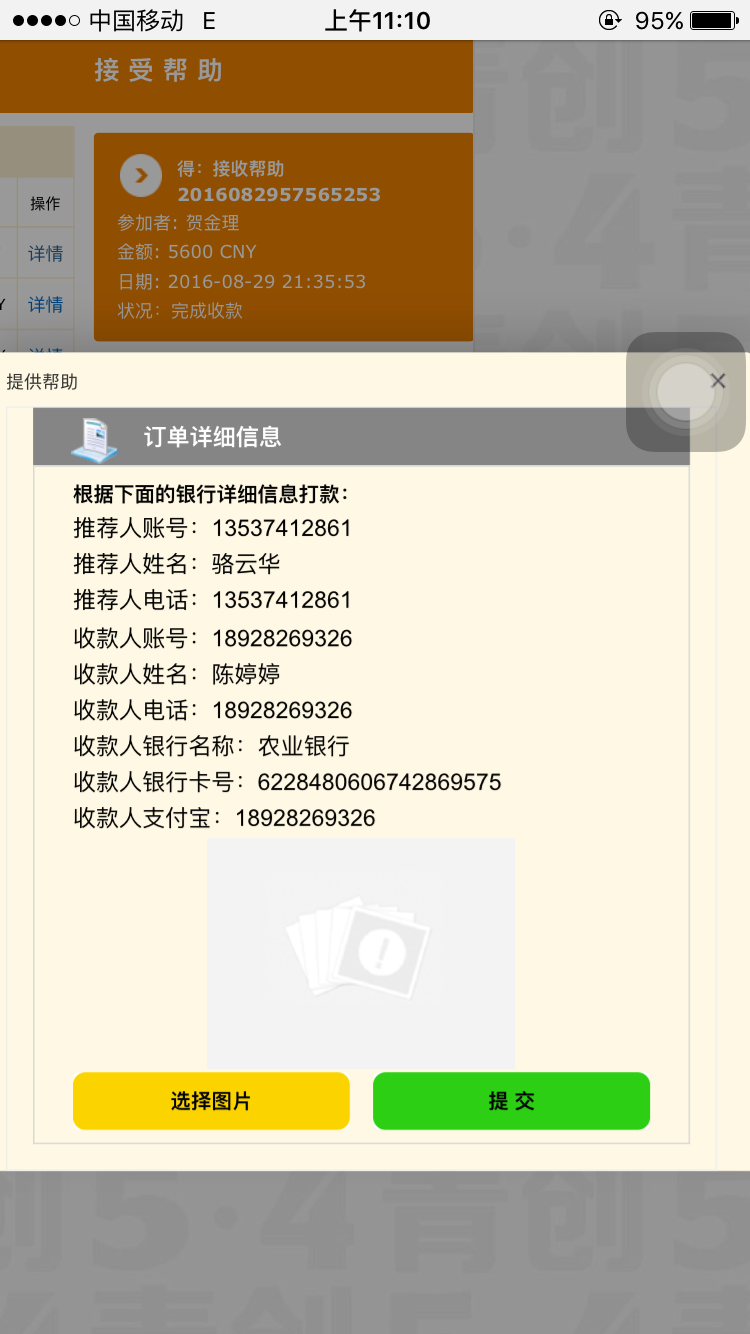 中国移动 E 上午11:10 95%
接受帮助
得：接收帮助
2016082957565253
操作
参加者：贺金理
详情
金额：5600 CNY
日期：2016-08-29 21:35:53
Y 详情
状况：完成收款
详情
提供帮助
订单详细信息
根据下面的银行详细信息打款：
推荐人账号：13537412861
推荐人姓名：骆云华
推荐人电话：13537412861
收款人账号：18928269326
收款人姓名：陈婷婷
收款人电话：18928269326
收款人银行名称：农业银行
收款人银行卡号：6228480606742869575
收款人支付宝：18928269326
选择图片 提 交
青创5·4